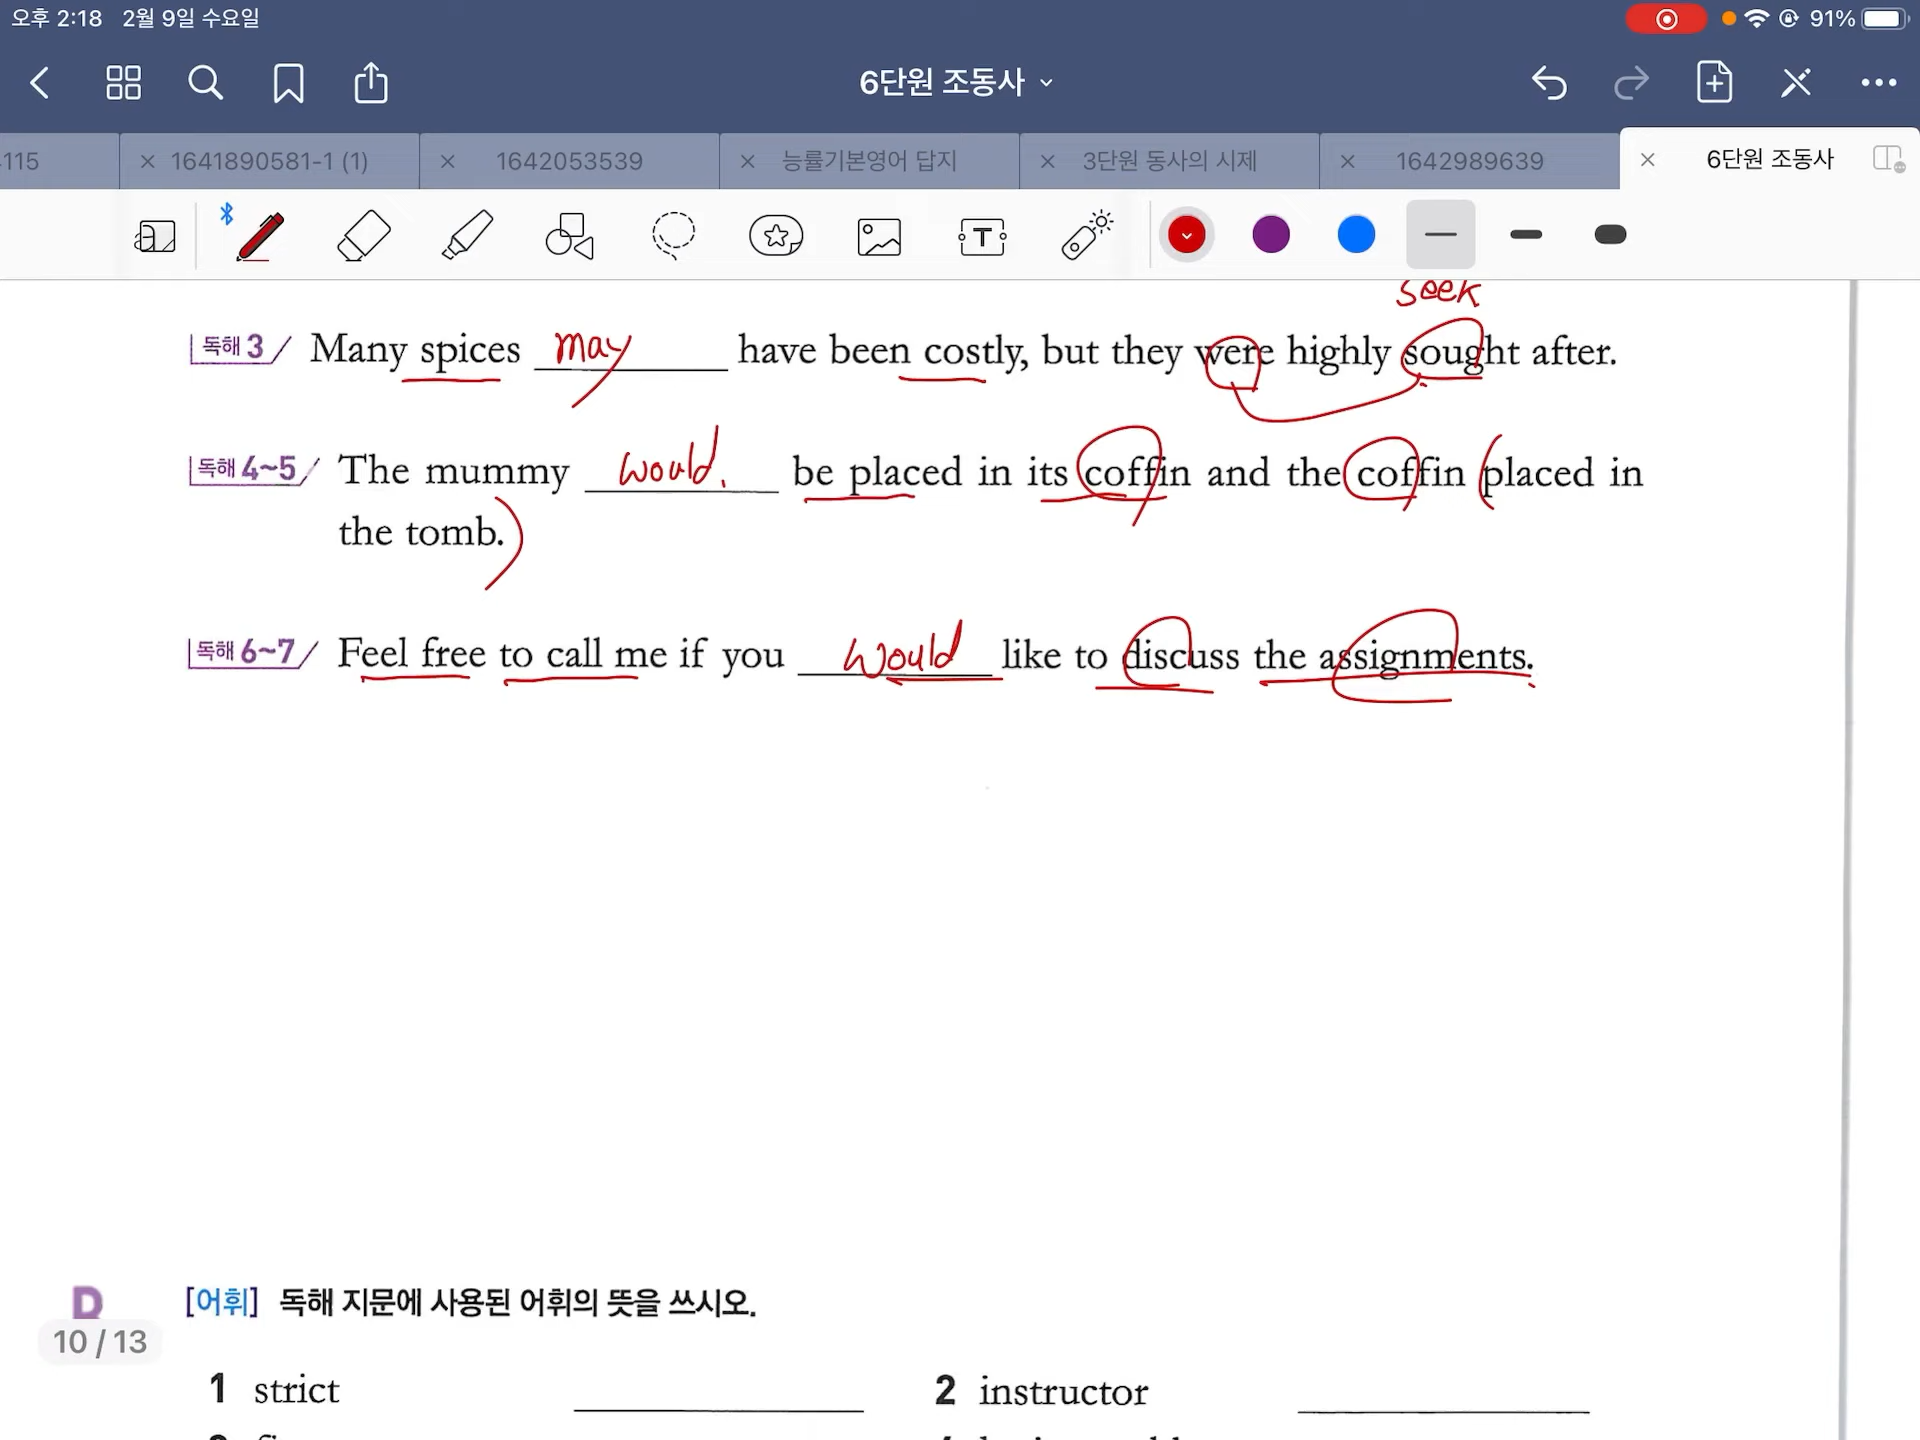 오후 2:18 2월 9일 수요일 91%
6단원 조동사
115 1641890581-1 (1) 1642053539 능률기본영어 답지 3단원 동사의 시제 1642989639 6단원 조동사
seek
독해 3 Many spices may have been costly, but they were highly sought after.
독해 4~5 The mummy would. be placed in its coffin and the coffin (placed in
the tomb.)
독해 6~7 Feel free to call me if you would like to discuss the assignments.
D [어휘] 독해 지문에 사용된 어휘의 뜻을 쓰시오.
10 / 13
1 strict 2 instructor